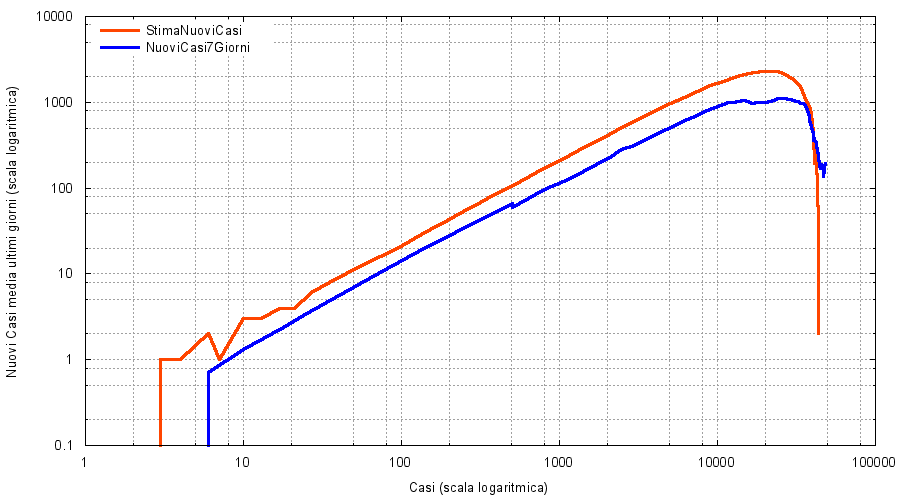 10000
StimaNuoviCasi
NuoviCasi7Giorni
1000
100
10
1
0.1
Nuovi Casi media ultimi giorni (scala logaritmica)
1 10 100 1000 10000 100000
Casi (scala logaritmica)